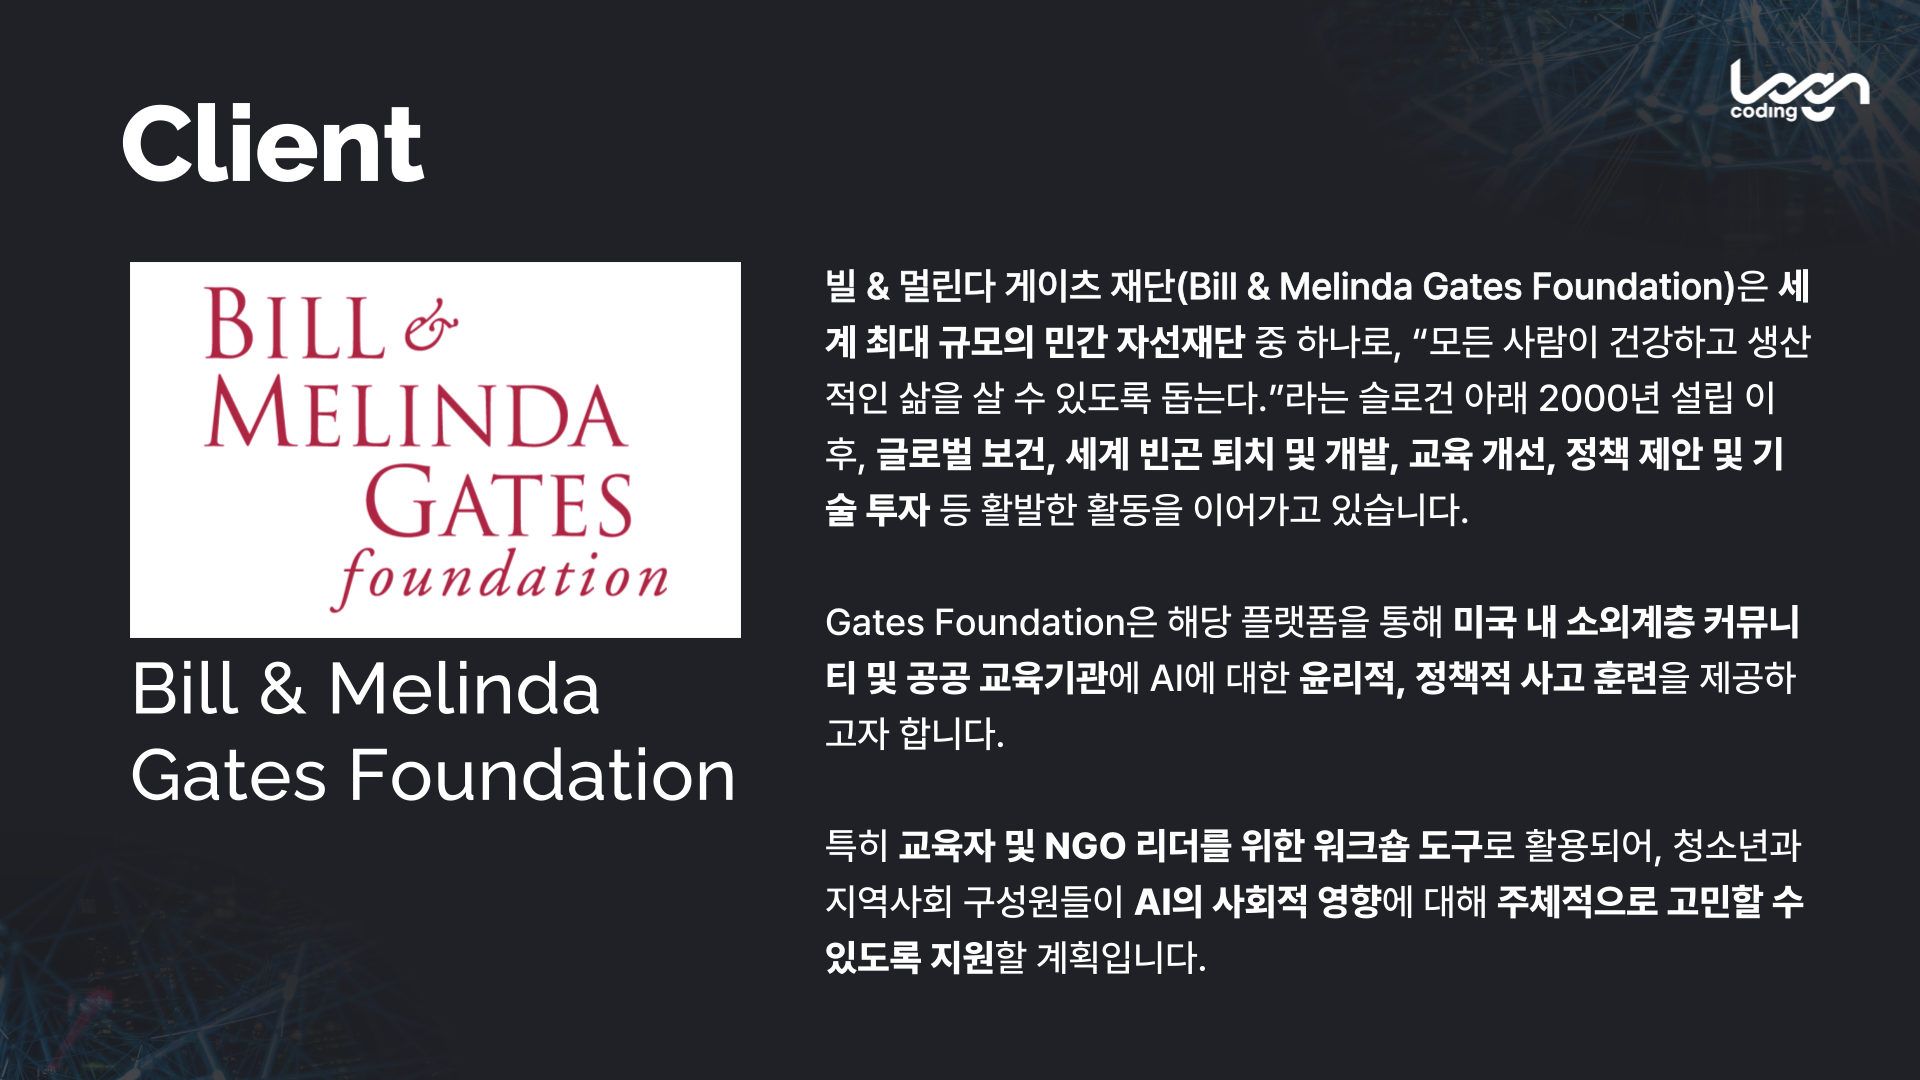 Client
Logn
coding
BILL &
MELINDA
GATES
foundation
Bill & Melinda
Gates Foundation
빌 & 멀린다 게이츠 재단(Bill & Melinda Gates Foundation)은 세
계 최대 규모의 민간 자선재단 중 하나로, “모든 사람이 건강하고 생산
적인 삶을 살 수 있도록 돕는다.”라는 슬로건 아래 2000년 설립 이
후, 글로벌 보건, 세계 빈곤 퇴치 및 개발, 교육 개선, 정책 제안 및 기
술 투자 등 활발한 활동을 이어가고 있습니다.
Gates Foundation은 해당 플랫폼을 통해 미국 내 소외계층 커뮤니
티 및 공공 교육기관에 AI에 대한 윤리적, 정책적 사고 훈련을 제공하
고자 합니다.
특히 교육자 및 NGO 리더를 위한 워크숍 도구로 활용되어, 청소년과
지역사회 구성원들이 AI의 사회적 영향에 대해 주체적으로 고민할 수
있도록 지원할 계획입니다.